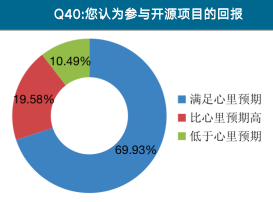 Q40:您认为参与开源项目的回报
10.49%
19.58%
69.93%
满足心里预期
比心里预期高
低于心里预期